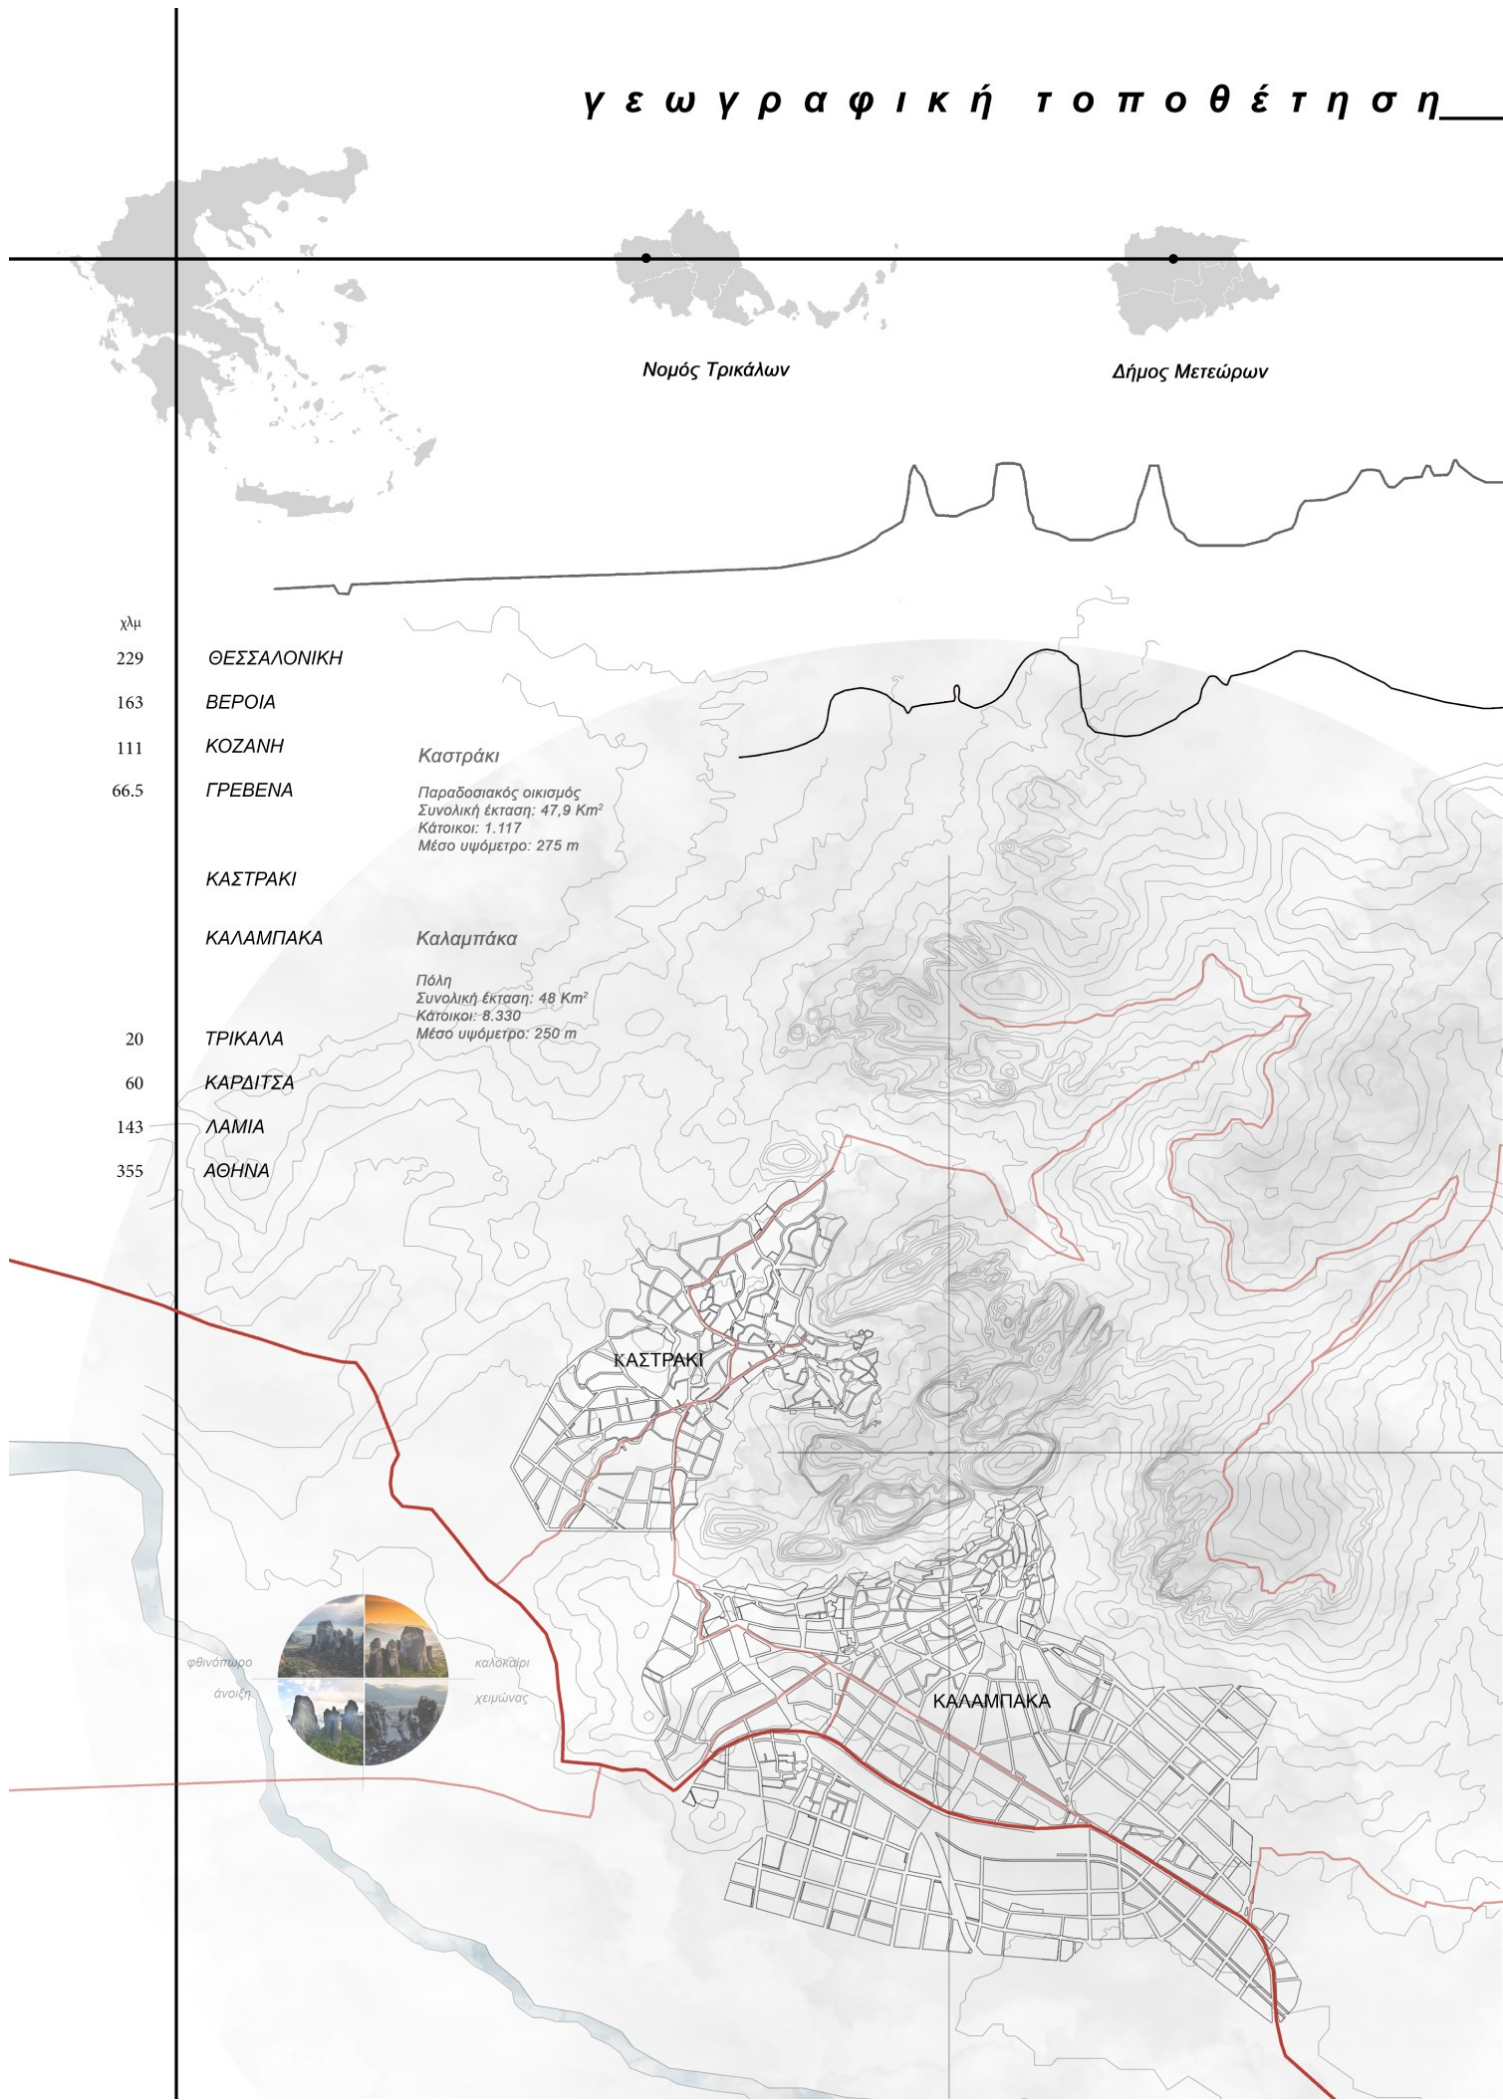 γεωγραφική τοποθέτηση
Νομός Τρικάλων
Δήμος Μετεώρων
χλμ
229 ΘΕΣΣΑΛΟΝΙΚΗ
163 ΒΕΡΟΙΑ
111 ΚΟΖΑΝΗ
66.5 ΓΡΕΒΕΝΑ
ΚΑΣΤΡΑΚΙ
ΚΑΛΑΜΠΑΚΑ
20 ΤΡΙΚΑΛΑ
60 ΚΑΡΔΙΤΣΑ
143 ΛΑΜΙΑ
355 ΑΘΗΝΑ
Καστράκι
Παραδοσιακός οικισμός
Συνολική έκταση: 47,9 Km²
Κάτοικοι: 1.117
Μέσο υψόμετρο: 275 m
Καλαμπάκα
Πόλη
Συνολική έκταση: 48 Km²
Κάτοικοι: 8.330
Μέσο υψόμετρο: 250 m
ΚΑΣΤΡΑΚΙ
ΚΑΛΑΜΠΑΚΑ
φθινόπωρο
καλοκαίρι
άνοιξη
χειμώνας